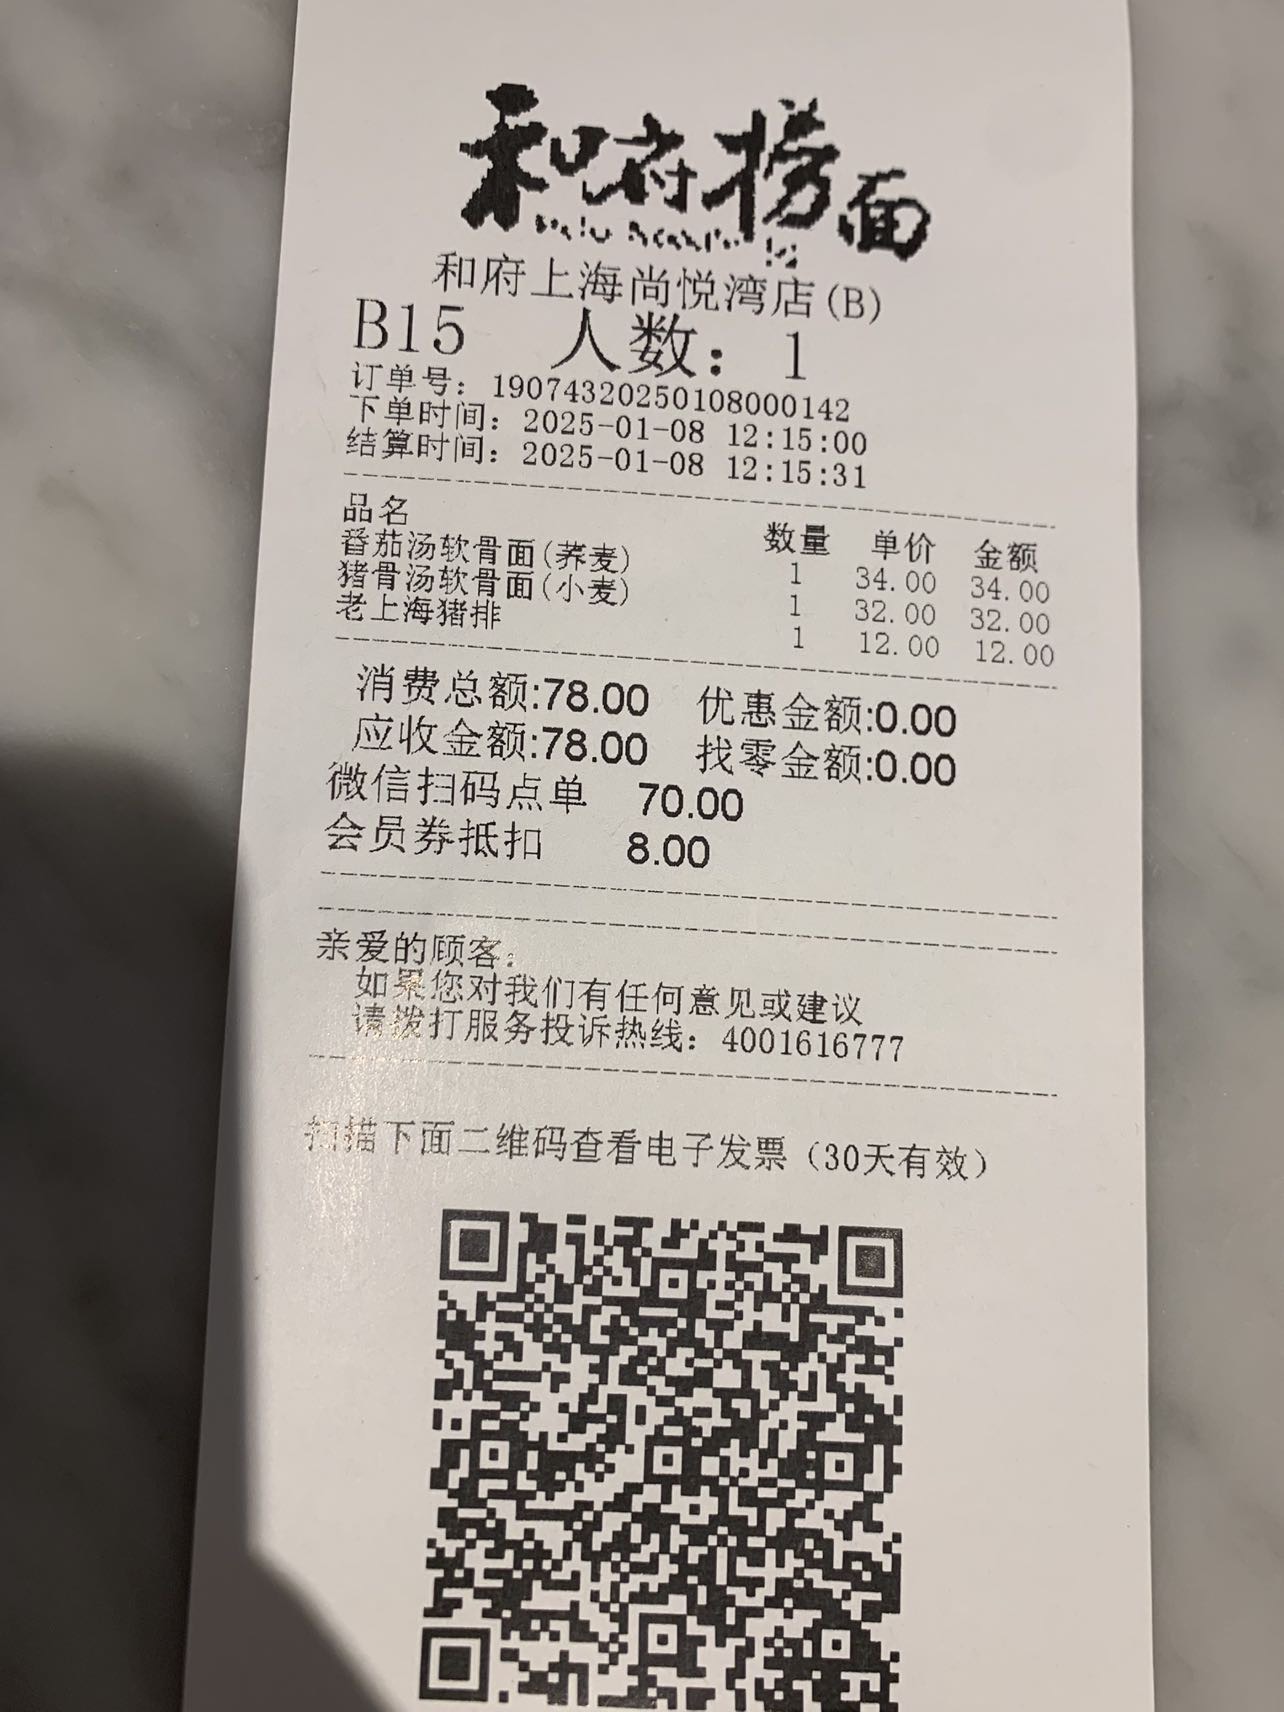 和府捞面
和府上海尚悦湾店(B)
B15 人数：1
订单号：19074320250108000142
下单时间：2025-01-08 12:15:00
结算时间：2025-01-08 12:15:31
品名 数量 单价 金额
番茄汤软骨面(荞麦) 1 34.00 34.00
猪骨汤软骨面(小麦) 1 32.00 32.00
老上海猪排 1 12.00 12.00
消费总额:78.00 优惠金额:0.00
应收金额:78.00 找零金额:0.00
微信扫码点单 70.00
会员券抵扣 8.00
亲爱的顾客：
如果您对我们有任何意见或建议
请拨打服务投诉热线：4001616777
扫描下面二维码查看电子发票（30天有效）